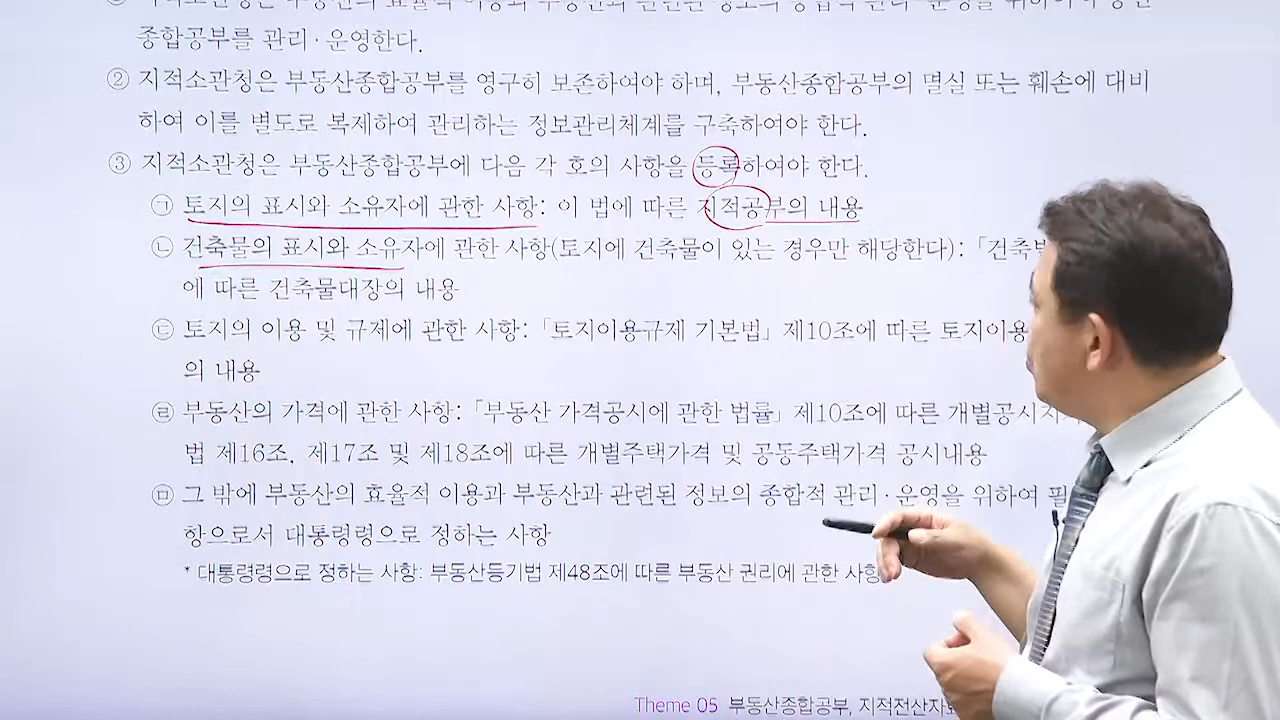 종합공부를 관리·운영한다.
② 지적소관청은 부동산종합공부를 영구히 보존하여야 하며, 부동산종합공부의 멸실 또는 훼손에 대비
하여 이를 별도로 복제하여 관리하는 정보관리체계를 구축하여야 한다.
③ 지적소관청은 부동산종합공부에 다음 각 호의 사항을 등록하여야 한다.
㉠ 토지의 표시와 소유자에 관한 사항: 이 법에 따른 지적공부의 내용
㉡ 건축물의 표시와 소유자에 관한 사항(토지에 건축물이 있는 경우만 해당한다): 「건축
에 따른 건축물대장의 내용
㉢ 토지의 이용 및 규제에 관한 사항: 「토지이용규제 기본법」 제10조에 따른 토지이용
의 내용
㉣ 부동산의 가격에 관한 사항: 「부동산 가격공시에 관한 법률」 제10조에 따른 개별공시지
법 제16조, 제17조 및 제18조에 따른 개별주택가격 및 공동주택가격 공시내용
㉤ 그 밖에 부동산의 효율적 이용과 부동산과 관련된 정보의 종합적 관리·운영을 위하여 필
항으로서 대통령령으로 정하는 사항
* 대통령령으로 정하는 사항: 부동산등기법 제48조에 따른 부동산 권리에 관한 사항
Theme 05 부동산종합공부, 지적전산자료